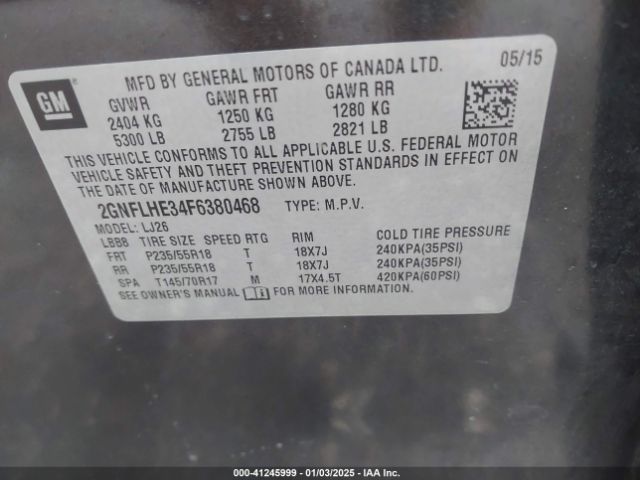 GM
MFD BY GENERAL MOTORS OF CANADA LTD. 05/15
GVWR GAWR FRT GAWR RR
2404 KG 1250 KG 1280 KG
5300 LB 2755 LB 2821 LB
THIS VEHICLE CONFORMS TO ALL APPLICABLE U.S. FEDERAL MOTOR
VEHICLE SAFETY AND THEFT PREVENTION STANDARDS IN EFFECT ON
THE DATE OF MANUFACTURE SHOWN ABOVE.
2GNFLHE34F6380468 TYPE: M.P.V.
MODEL: LJ26
LBBB TIRE SIZE SPEED RTG RIM COLD TIRE PRESSURE
FRT P235/55R18 T 18X7J 240KPA(35PSI)
RR P235/55R18 T 18X7J 240KPA(35PSI)
SPA T145/70R17 M 17X4.5T 420KPA(60PSI)
SEE OWNER'S MANUAL FOR MORE INFORMATION.
© - 41245999 - 01/03/2025 - IAA Inc.